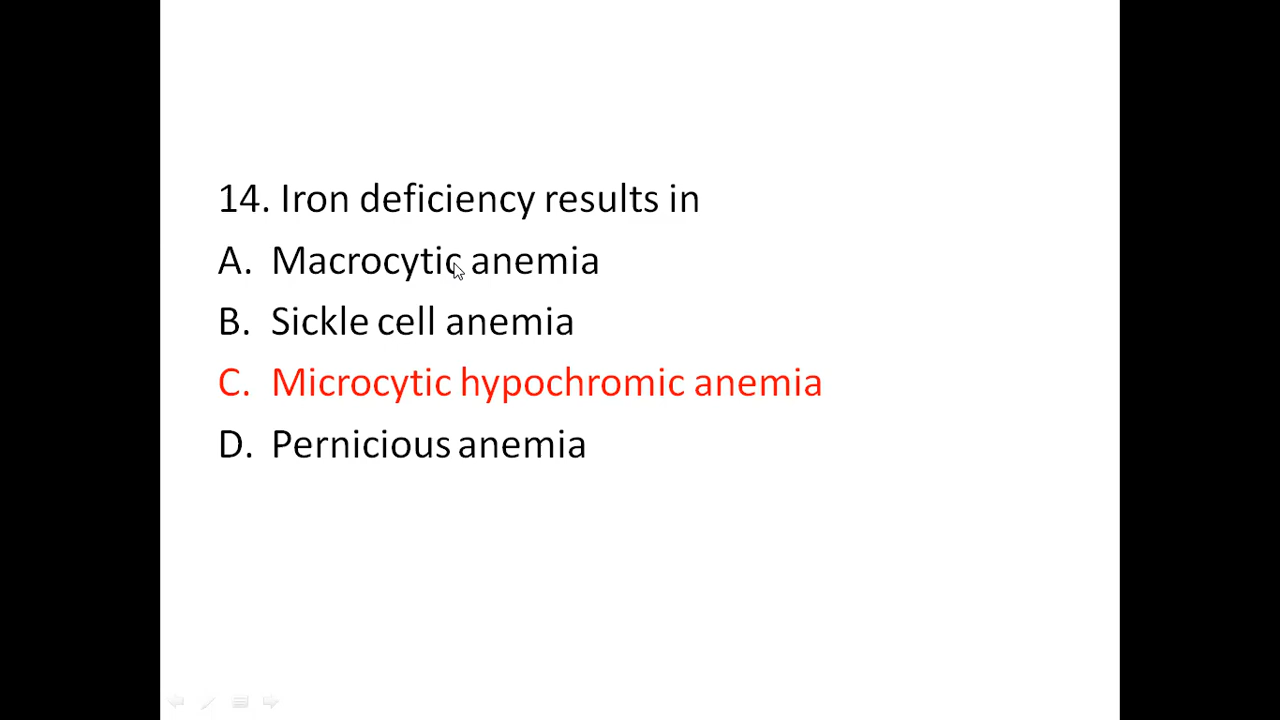 14. Iron deficiency results in
A. Macrocytic anemia
B. Sickle cell anemia
C. Microcytic hypochromic anemia
D. Pernicious anemia